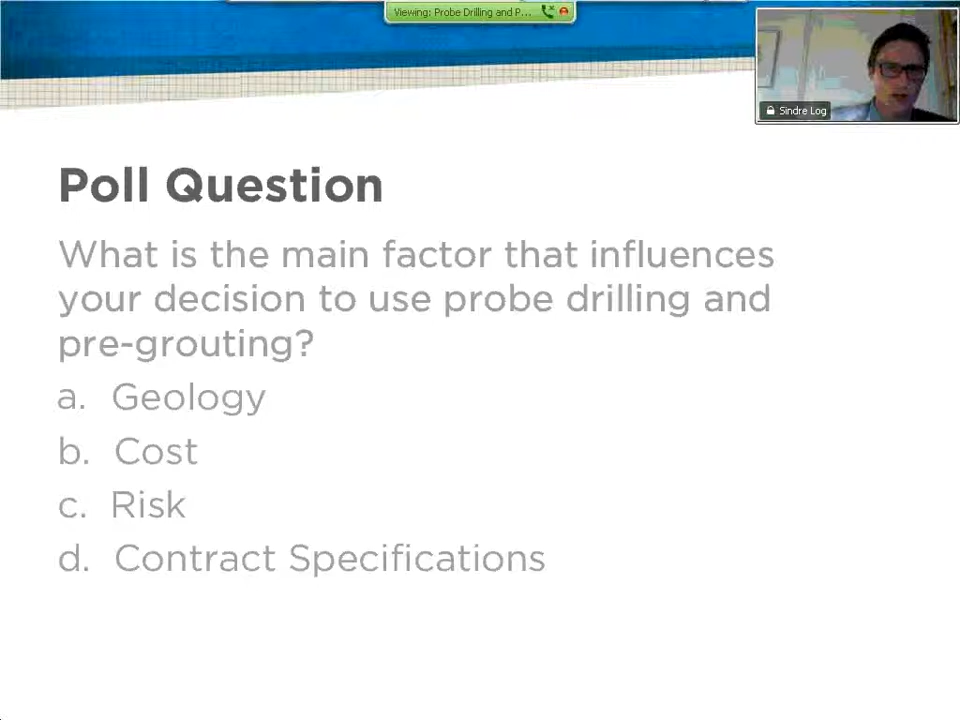 Viewing: Probe Drilling and P...
Sindre Log
Poll Question
What is the main factor that influences
your decision to use probe drilling and
pre-grouting?
a. Geology
b. Cost
c. Risk
d. Contract Specifications